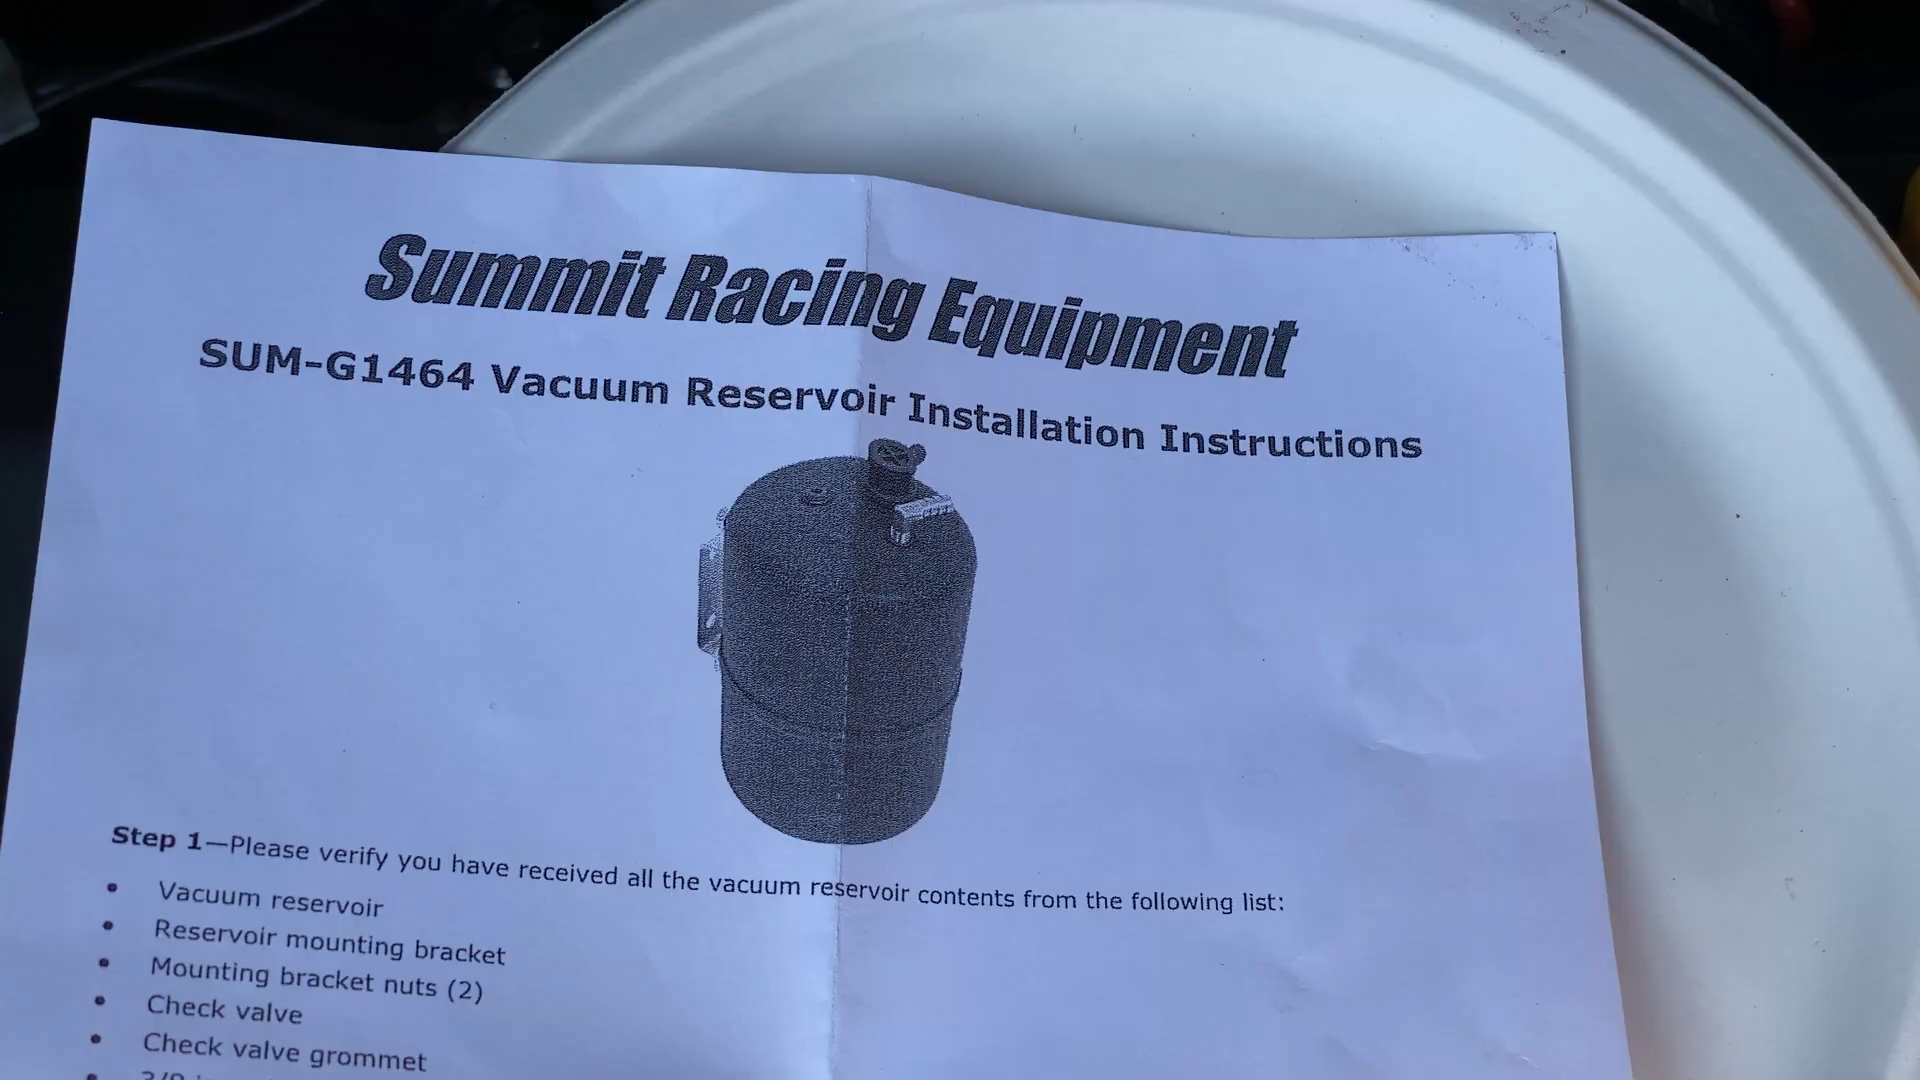 Summit Racing Equipment
SUM-G1464 Vacuum Reservoir Installation Instructions
Step 1—Please verify you have received all the vacuum reservoir contents from the following list:
• Vacuum reservoir
• Reservoir mounting bracket
• Mounting bracket nuts (2)
• Check valve
• Check valve grommet